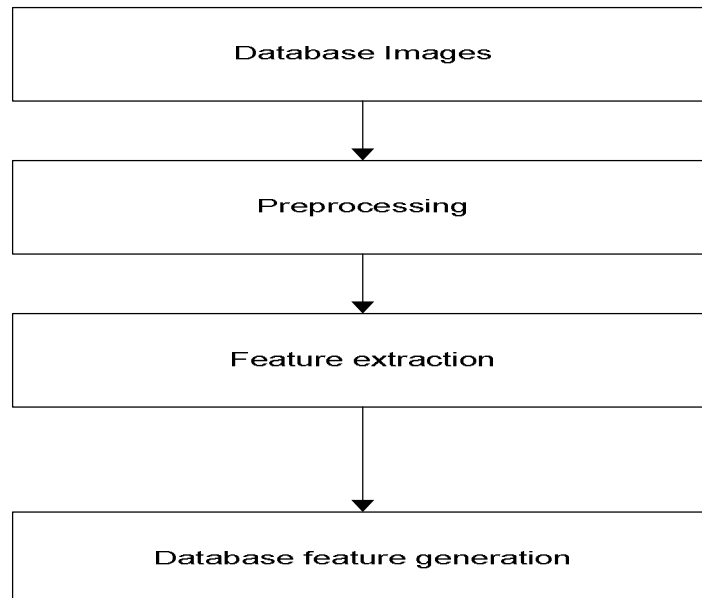 Database Images
Preprocessing
Feature extraction
Database feature generation